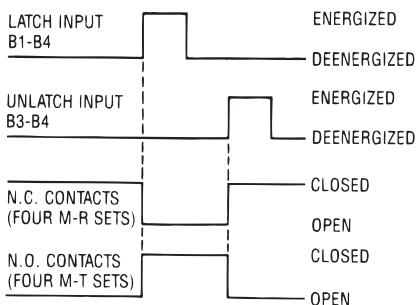 LATCH INPUT
B1-B4
ENERGIZED
DEENERGIZED
UNLATCH INPUT
B3-B4
ENERGIZED
DEENERGIZED
N.C. CONTACTS
(FOUR M-R SETS)
CLOSED
OPEN
N.O. CONTACTS
(FOUR M-T SETS)
CLOSED
OPEN